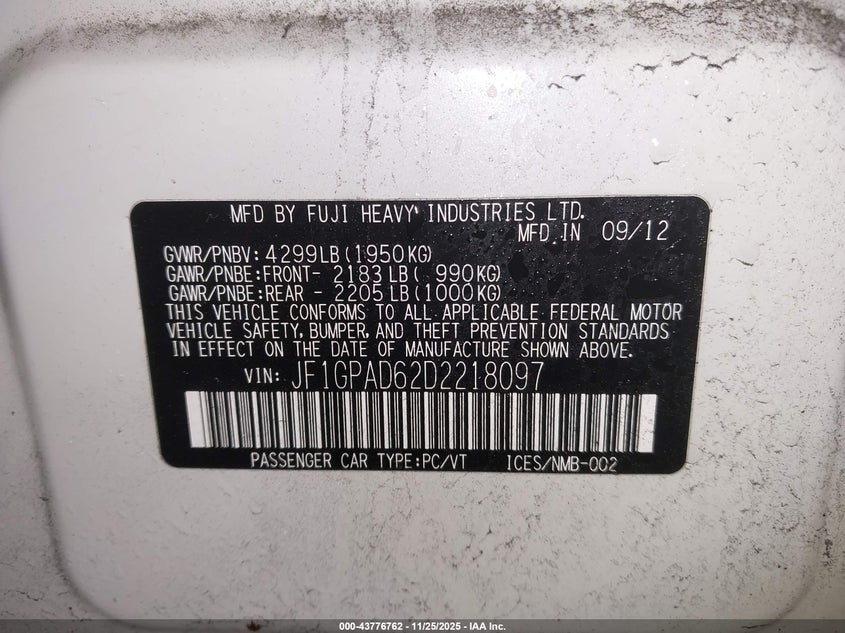 MFD BY FUJI HEAVY INDUSTRIES LTD.
MFD IN 09/12
GVWR/PNBV: 4299LB (1950KG)
GAWR/PNBE: FRONT- 2183 LB ( 990KG)
GAWR/PNBE: REAR - 2205 LB (1000KG)
THIS VEHICLE CONFORMS TO ALL APPLICABLE FEDERAL MOTOR
VEHICLE SAFETY, BUMPER, AND THEFT PREVENTION STANDARDS
IN EFFECT ON THE DATE OF MANUFACTURE SHOWN ABOVE.
VIN: JF1GPAD62D2218097
PASSENGER CAR TYPE: PC/VT ICES/NMB-002
000-43776762 - 11/25/2025 - IAA Inc.